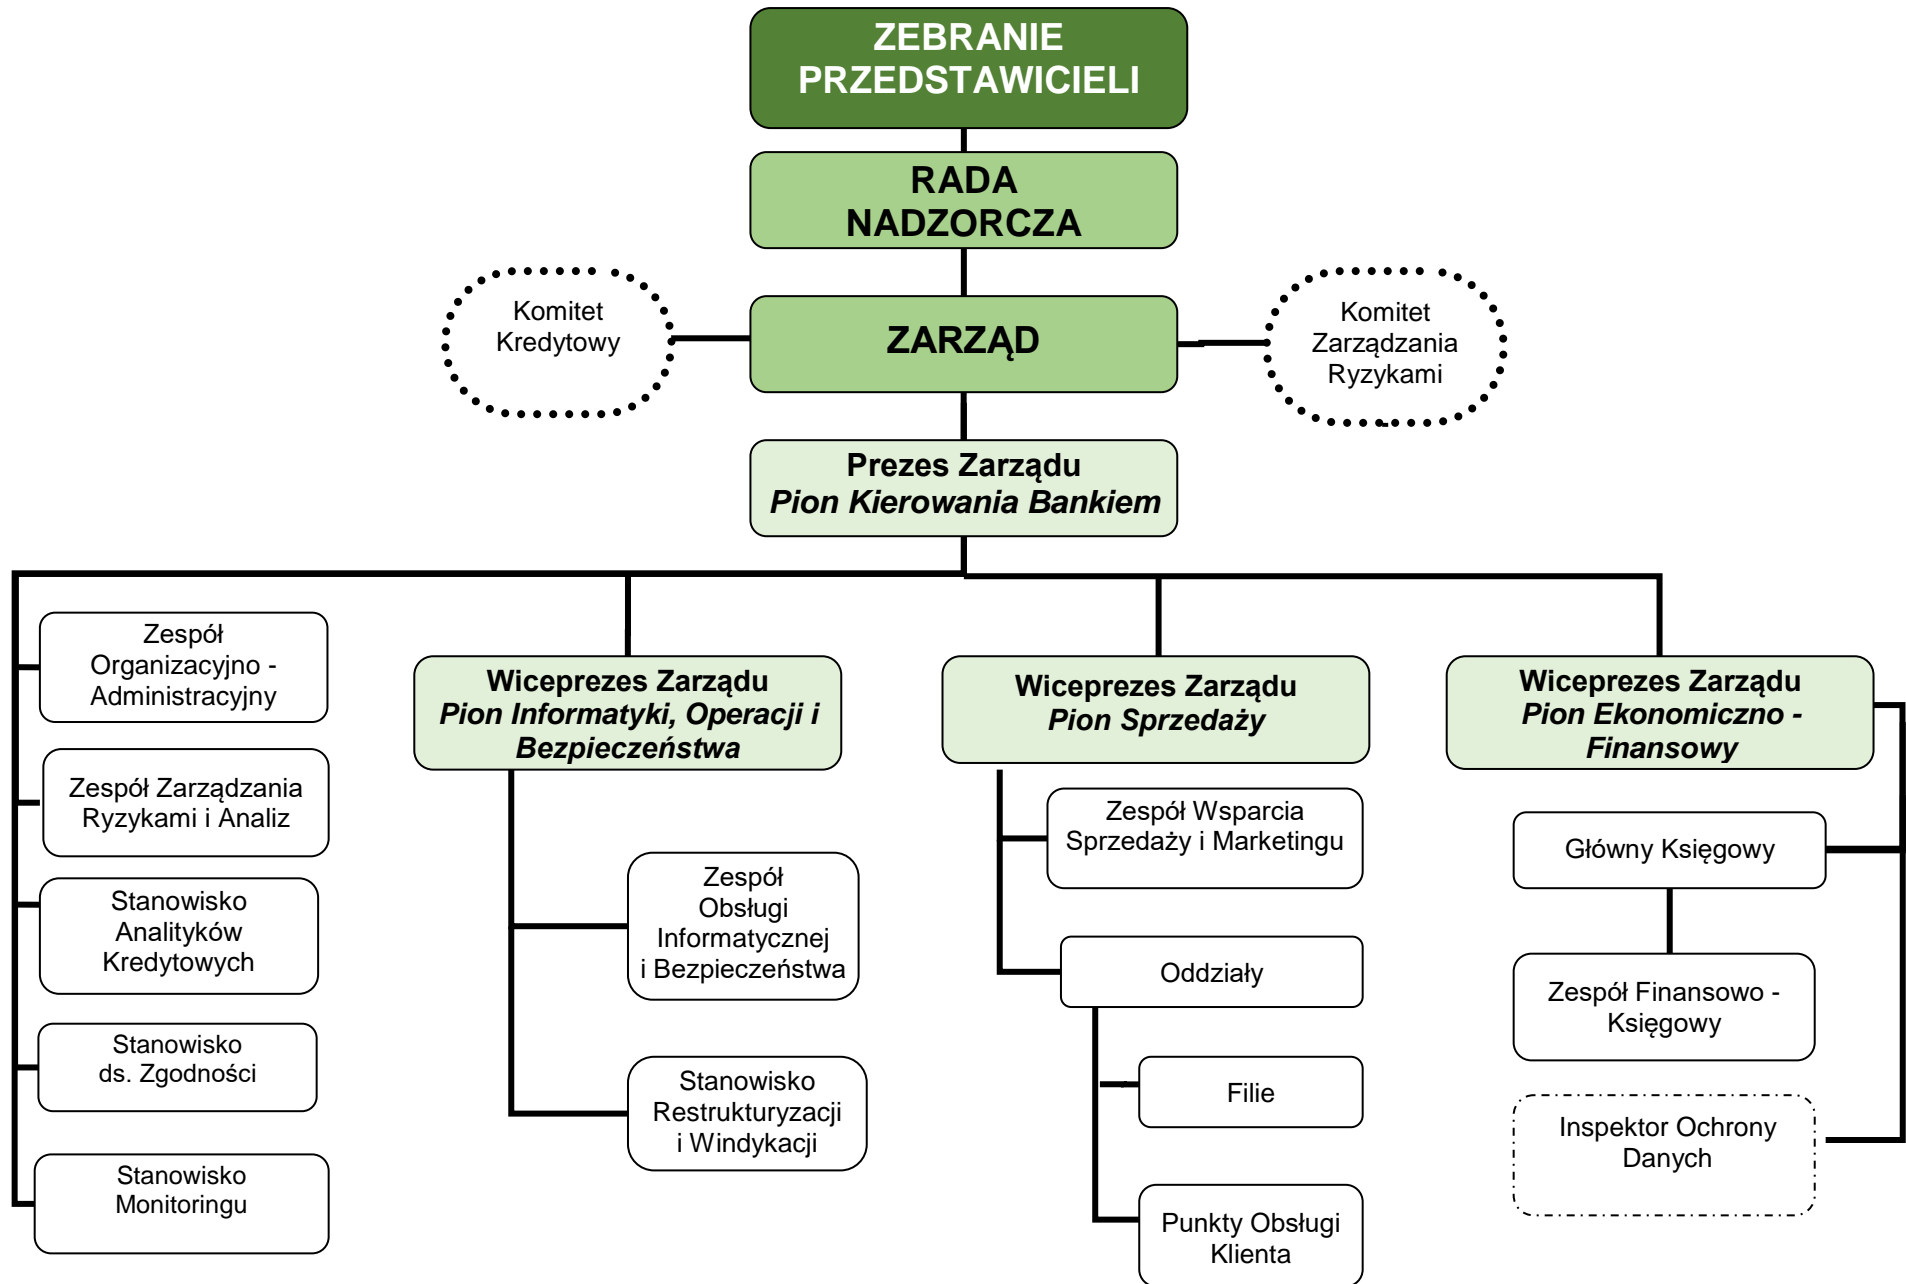 ZEBRANIE
PRZEDSTAWICIELI
RADA
NADZORCZA
Komitet
Kredytowy
ZARZĄD
Komitet
Zarządzania
Ryzykami
Prezes Zarządu
Pion Kierowania Bankiem
Zespół
Organizacyjno -
Administracyjny
Zespół Zarządzania
Ryzykami i Analiz
Stanowisko
Analityków
Kredytowych
Stanowisko
ds. Zgodności
Stanowisko
Monitoringu
Wiceprezes Zarządu
Pion Informatyki, Operacji i
Bezpieczeństwa
Zespół
Obsługi
Informatycznej
i Bezpieczeństwa
Stanowisko
Restrukturyzacji
i Windykacji
Wiceprezes Zarządu
Pion Sprzedaży
Zespół Wsparcia
Sprzedaży i Marketingu
Oddziały
Filie
Punkty Obsługi
Klienta
Wiceprezes Zarządu
Pion Ekonomiczno -
Finansowy
Główny Księgowy
Zespół Finansowo -
Księgowy
Inspektor Ochrony
Danych